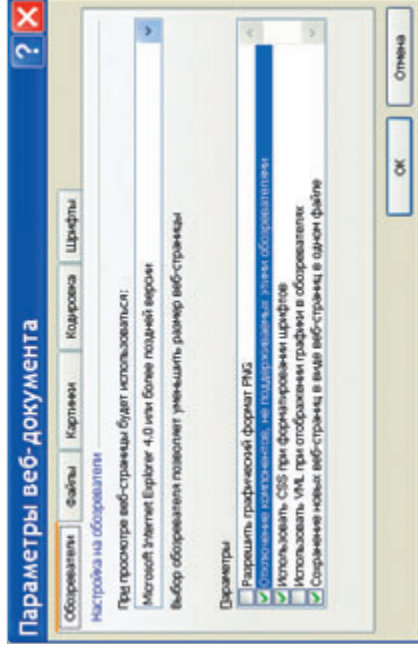 Параметры веб-документа
Обозреватели Файлы Картинки Кодировка Шрифты
Настройка на обозреватели
При просмотре веб-страницы будет использоваться:
Microsoft Internet Explorer 4.0 или более поздней версии
Выбор обозревателя позволяет уменьшить размер веб-страницы
Параметры
Разрешить графический формат PNG
Отключение компонентов, не поддерживаемых этими обозревателями
Использовать CSS при форматировании шрифтов
Использовать VML при отображении графики в обозревателях
Сохранение новых веб-страниц в виде веб-страниц в одном файле
ОК Отмена